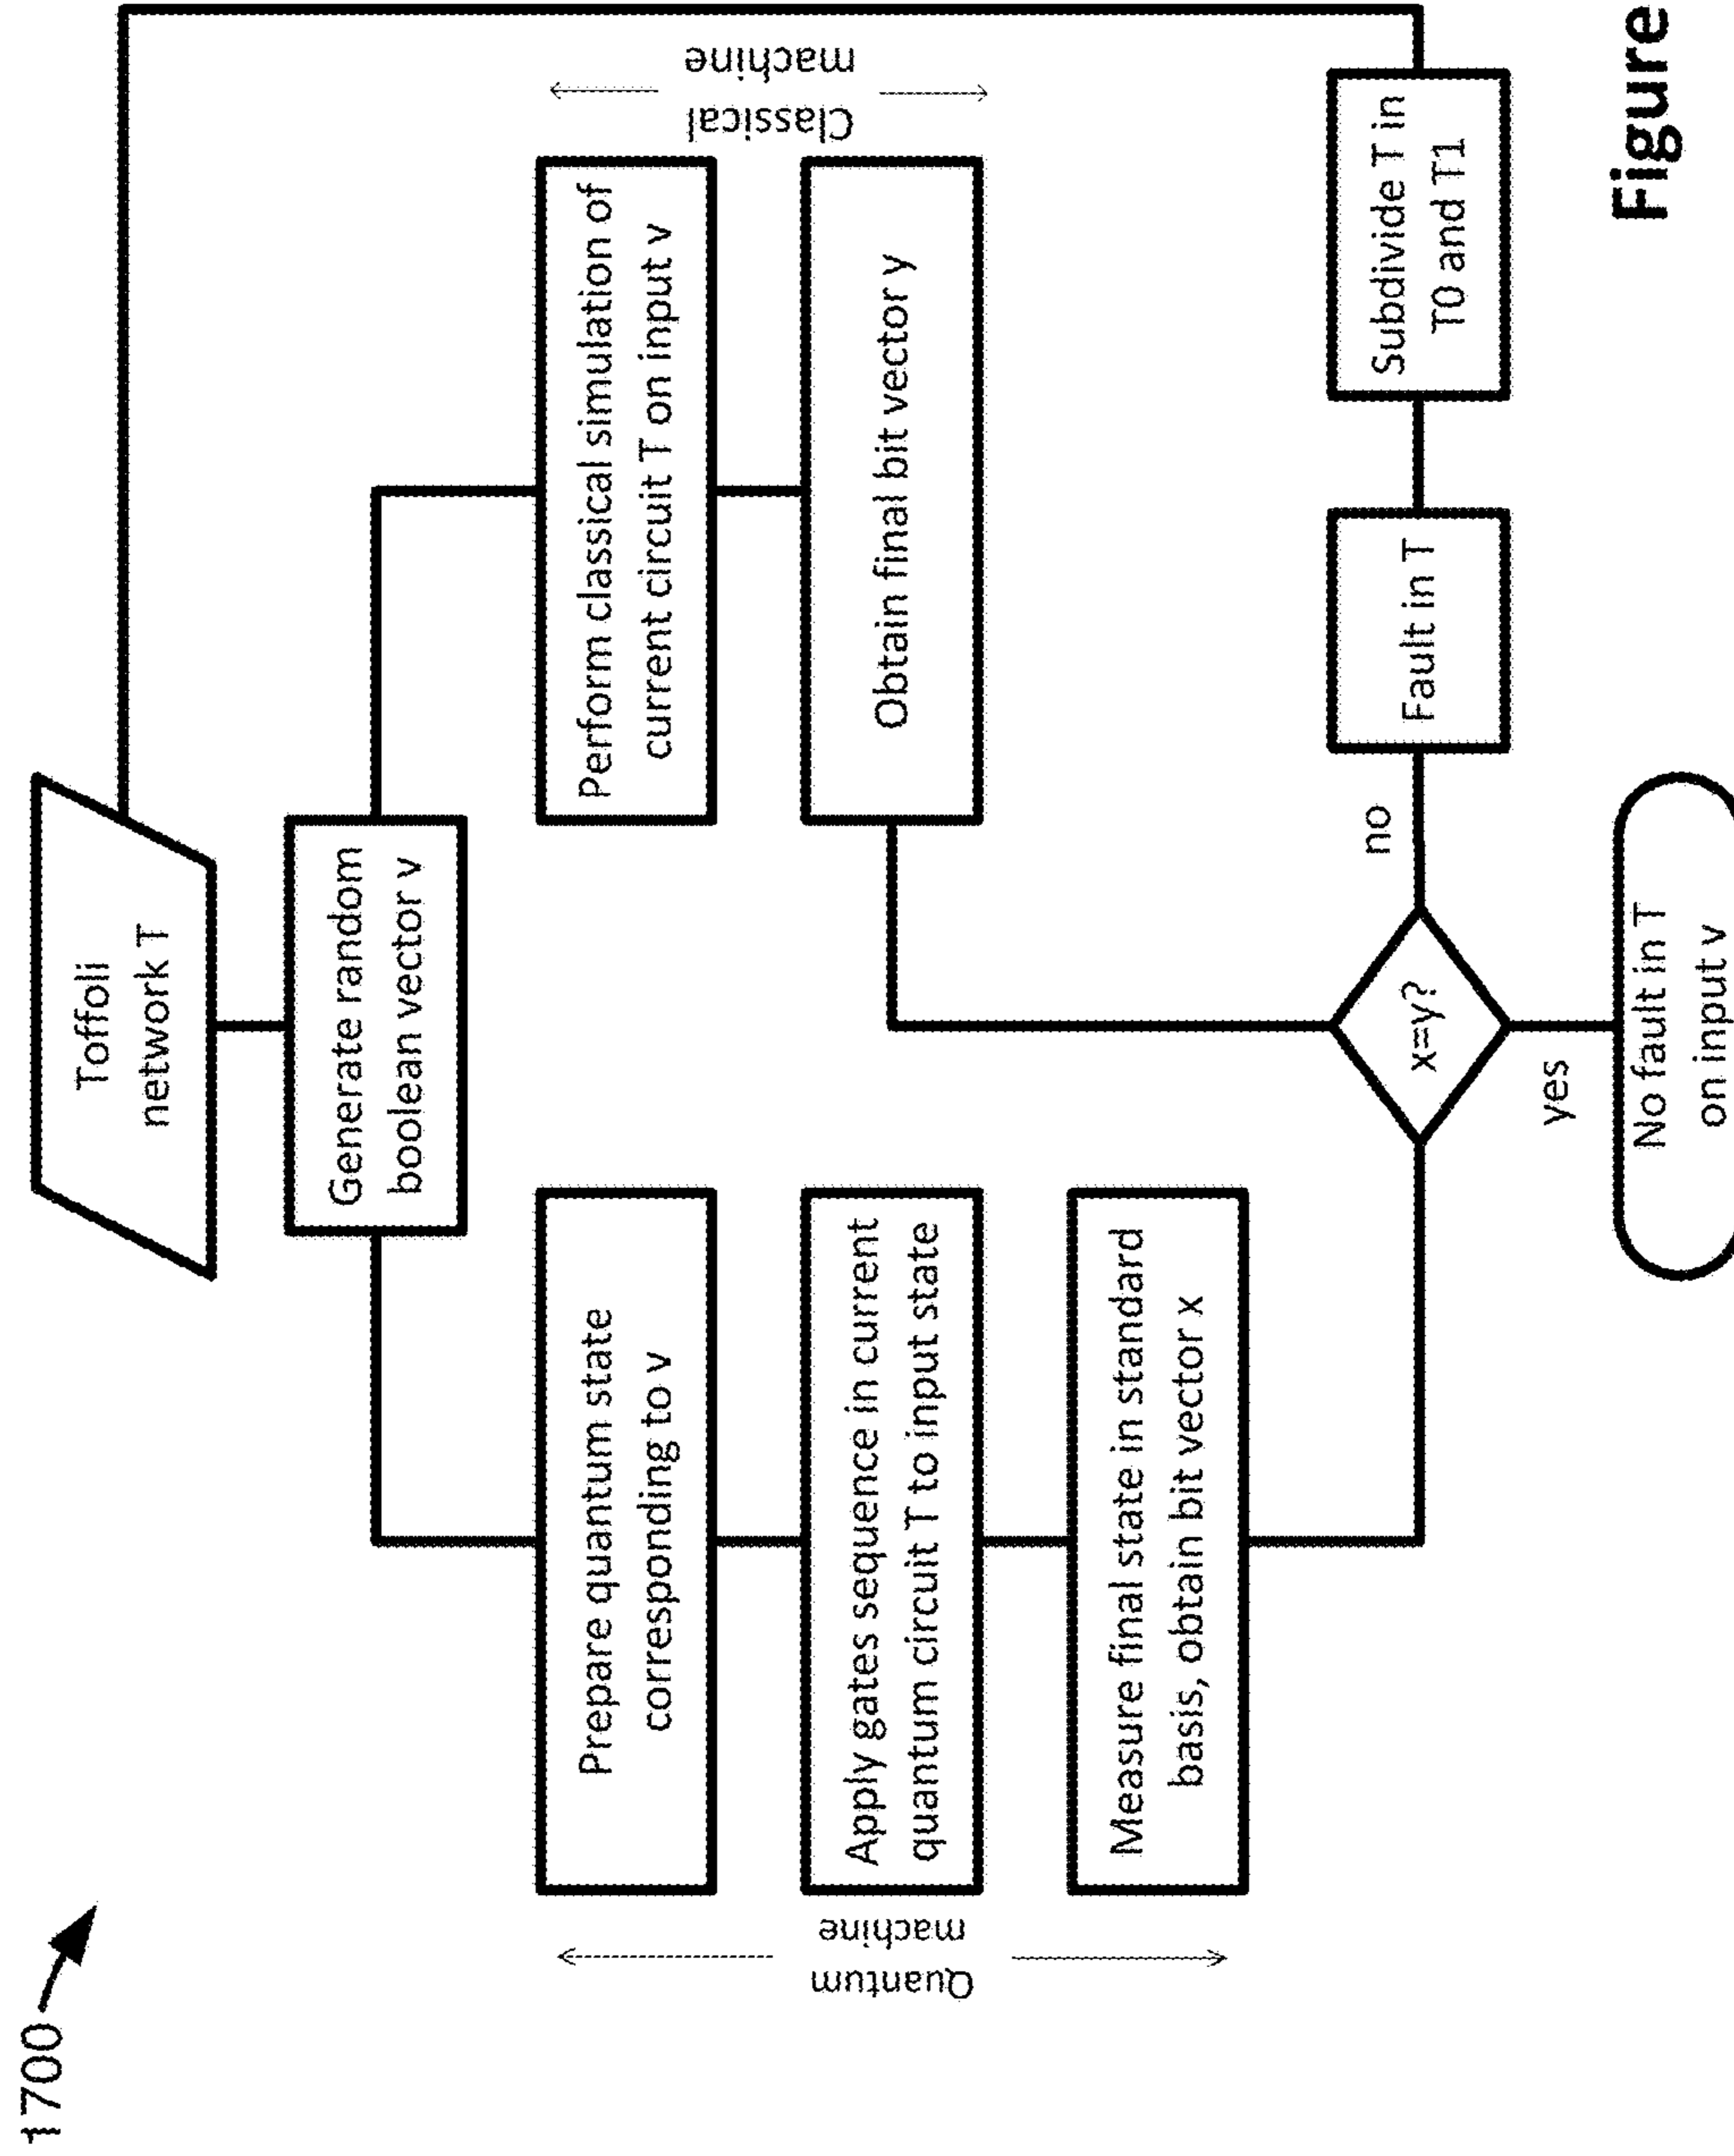 1700
Toffoli
network T
Generate random
boolean vector v
Quantum
machine
Prepare quantum state
corresponding to v
Apply gates sequence in current
quantum circuit T to input state
Measure final state in standard
basis, obtain bit vector x
Perform classical simulation of
current circuit T on input v
Obtain final bit vector y
Classical
machine
x=y?
no
Fault in T
Subdivide T in
T0 and T1
yes
No fault in T
on input v
Figure